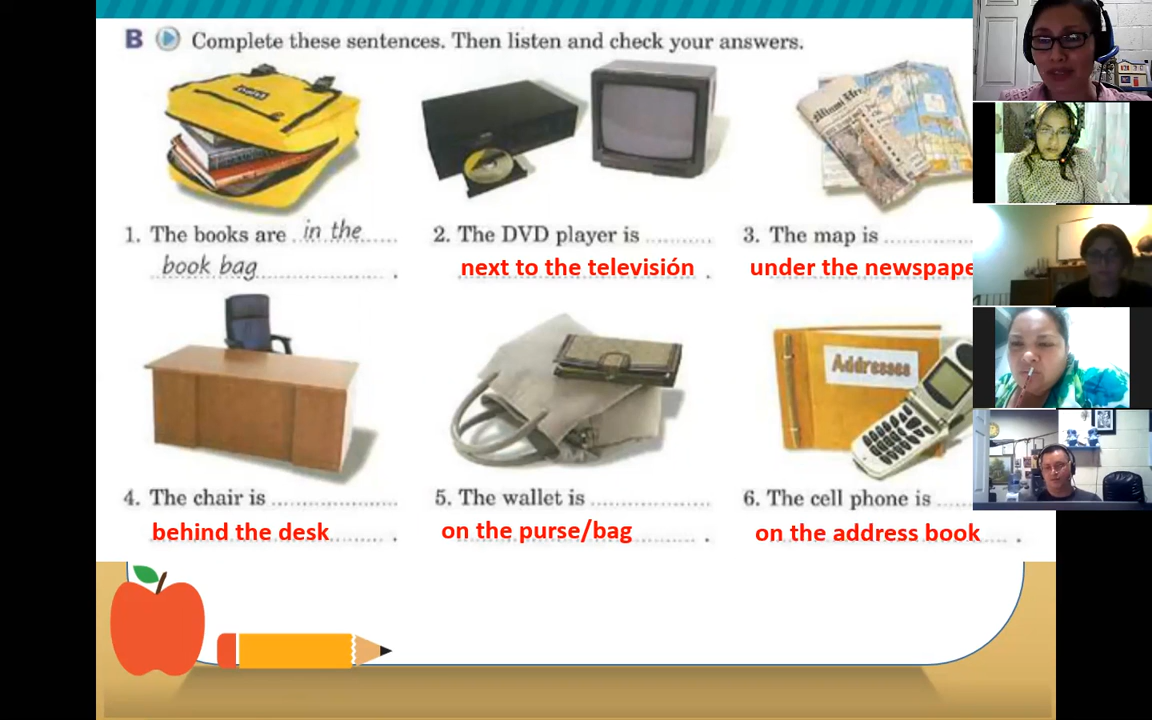 B Complete these sentences. Then listen and check your answers.
1. The books are in the
book bag.
2. The DVD player is
next to the televisión .
3. The map is
under the newspape
4. The chair is
behind the desk .
5. The wallet is
on the purse/bag .
6. The cell phone is
on the address book .
Addresses